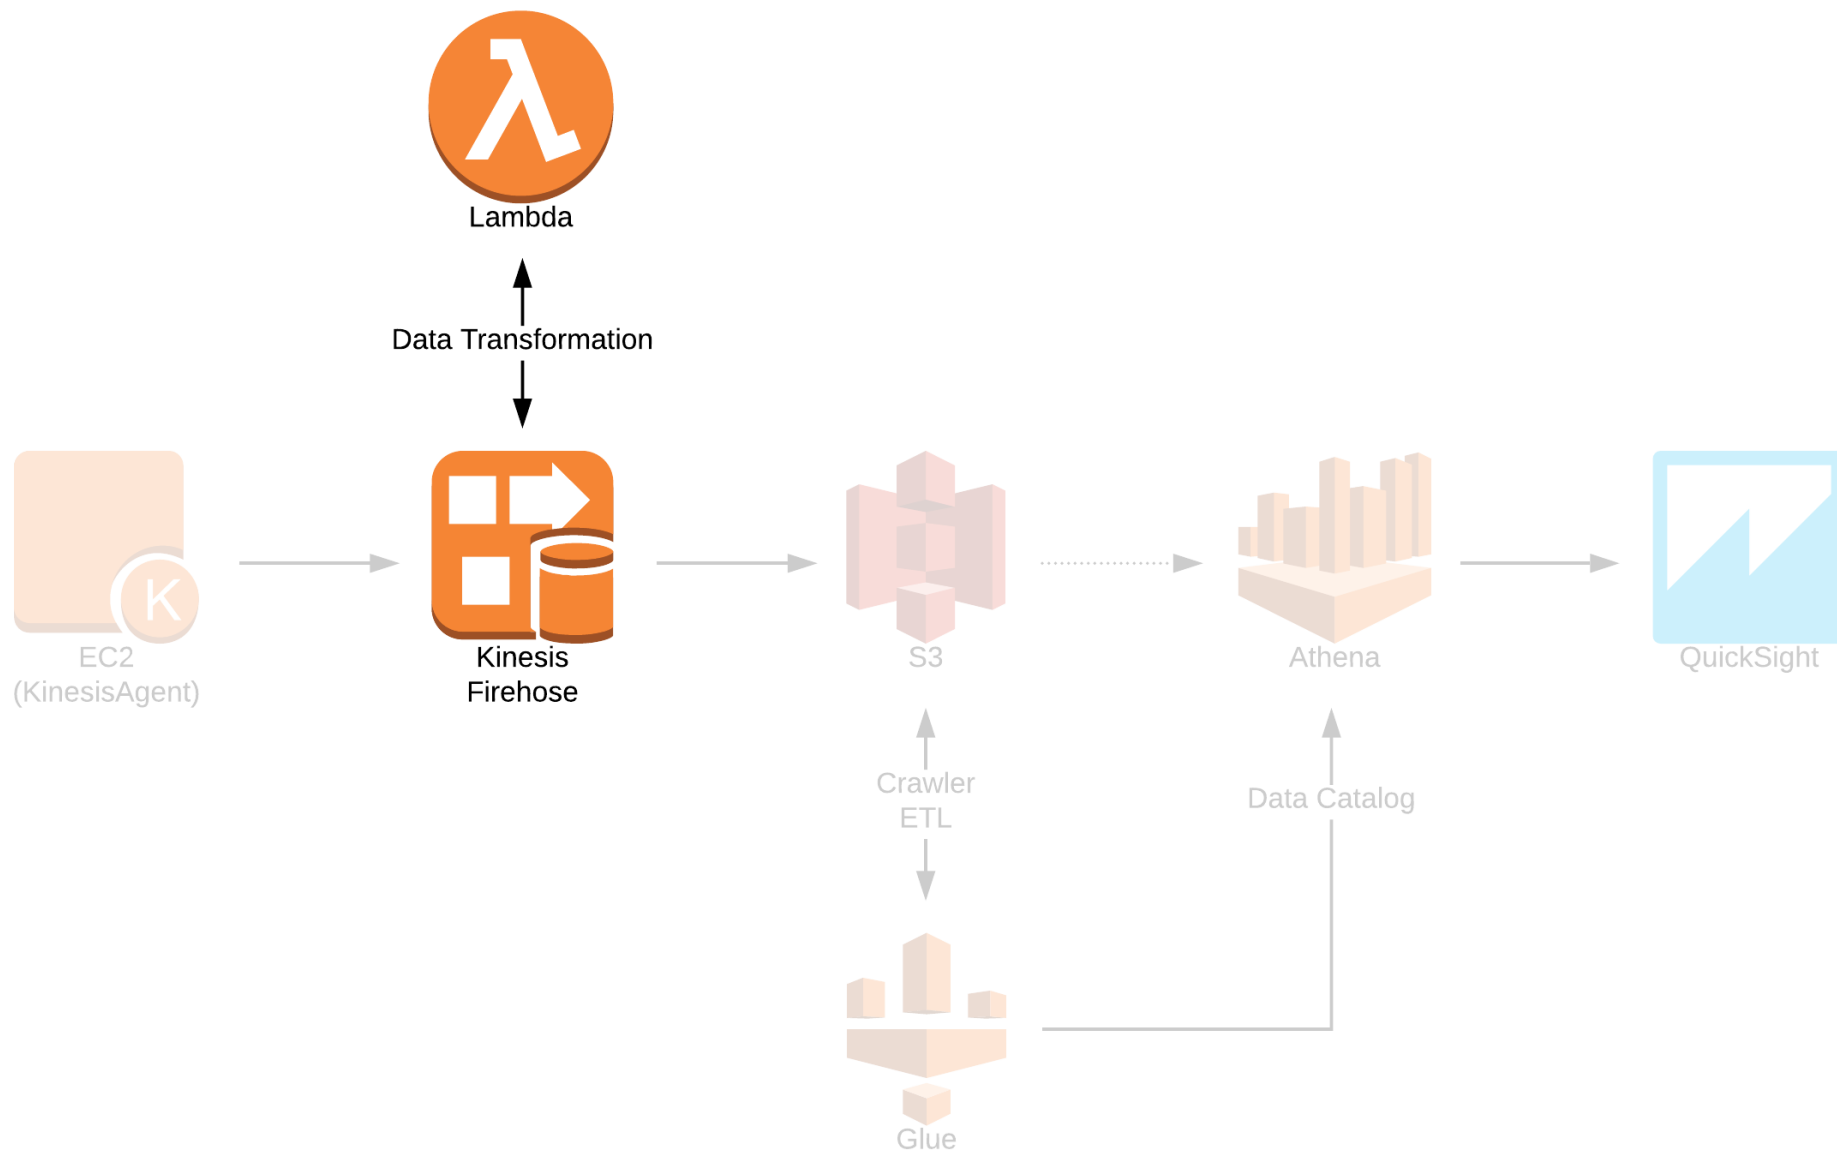 Lambda
Data Transformation
K
EC2
(KinesisAgent)
Kinesis
Firehose
S3
Athena
QuickSight
Crawler
ETL
Data Catalog
Glue